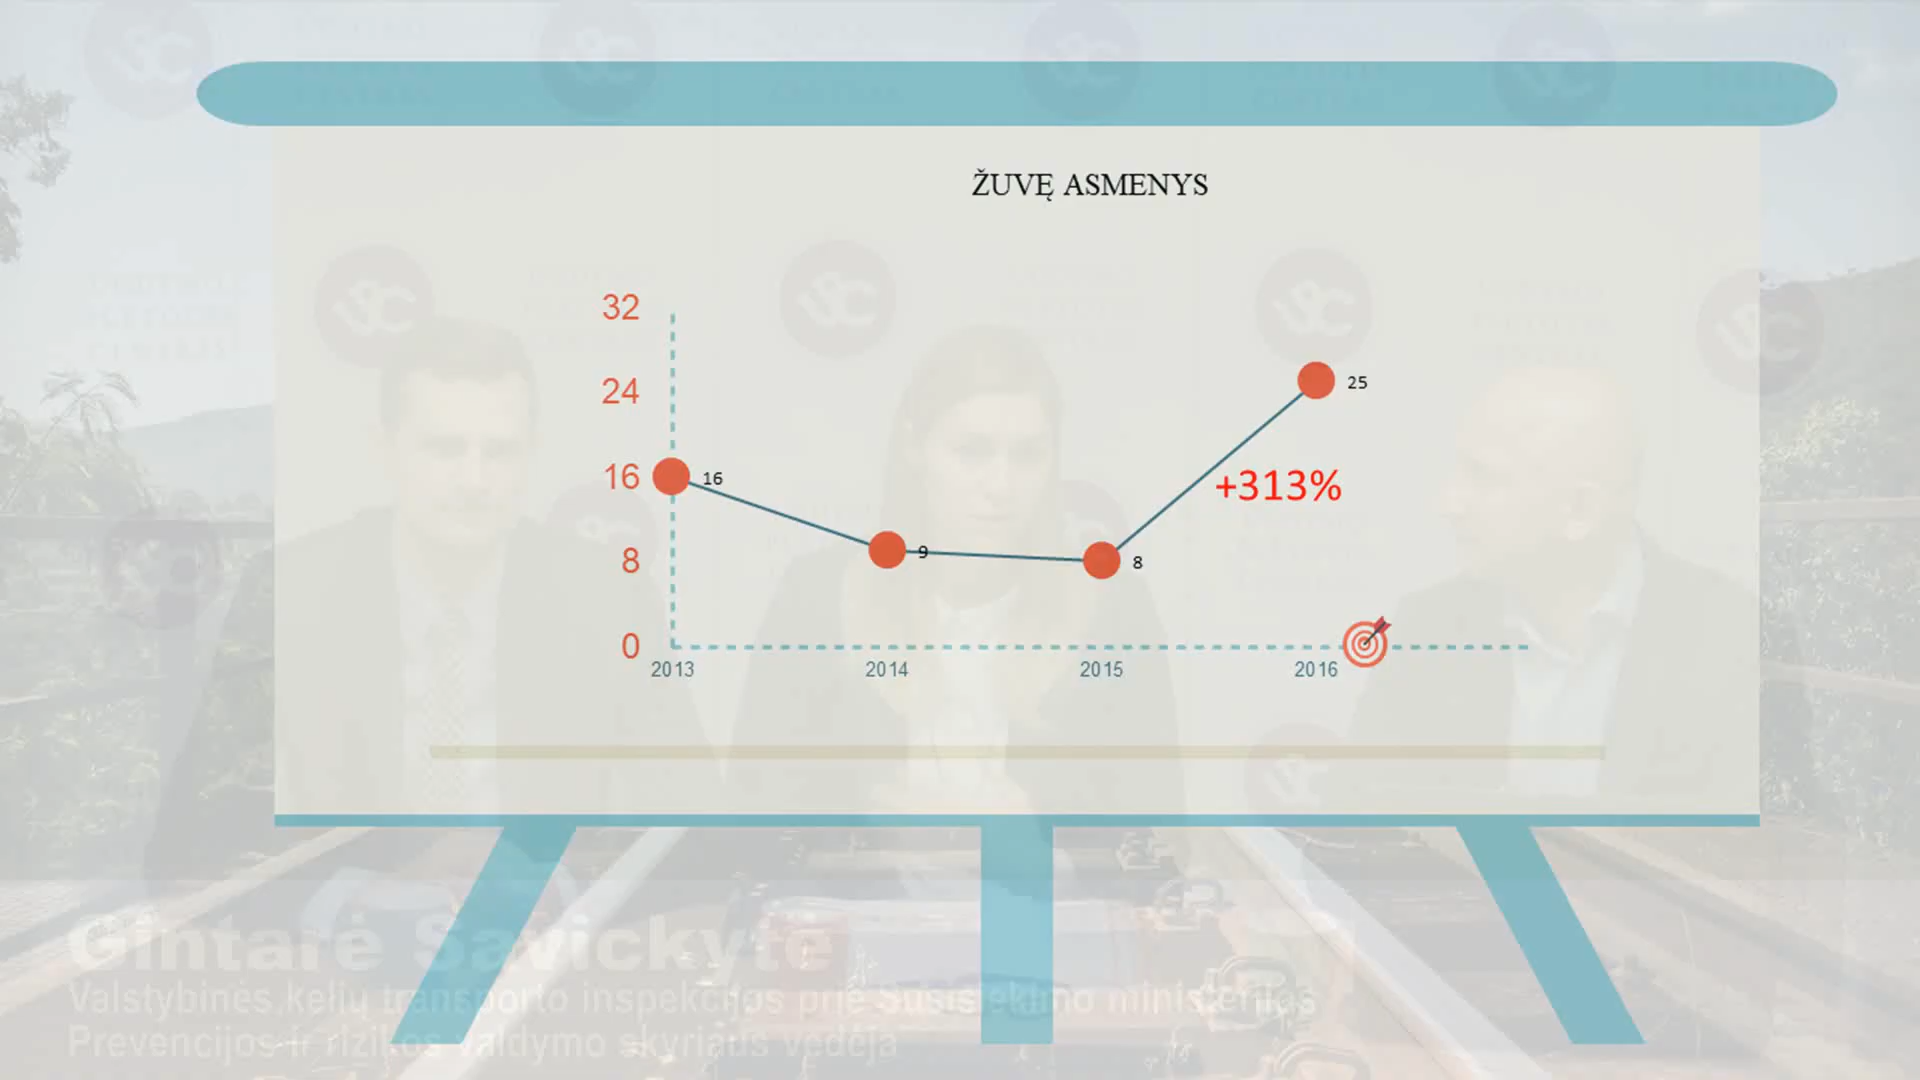 ŽUVĘ ASMENYS
32
24
25
16
16
+313%
9
8
8
0
2013 2014 2015 2016
Gintarė Savickytė
Valstybinės kelių transporto inspekcijos prie Susisiekimo ministerijos
Prevencijos ir rizikos valdymo skyriaus vedėja